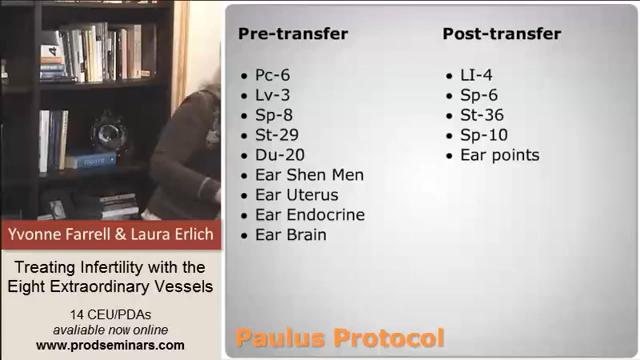 Pre-transfer
• Pc-6
• Lv-3
• Sp-8
• St-29
• Du-20
• Ear Shen Men
• Ear Uterus
• Ear Endocrine
• Ear Brain
Post-transfer
• LI-4
• Sp-6
• St-36
• Sp-10
• Ear points
Paulus Protocol
Yvonne Farrell & Laura Erlich
Treating Infertility with the
Eight Extraordinary Vessels
14 CEU/PDAs
avaliable now online
www.prodseminars.com